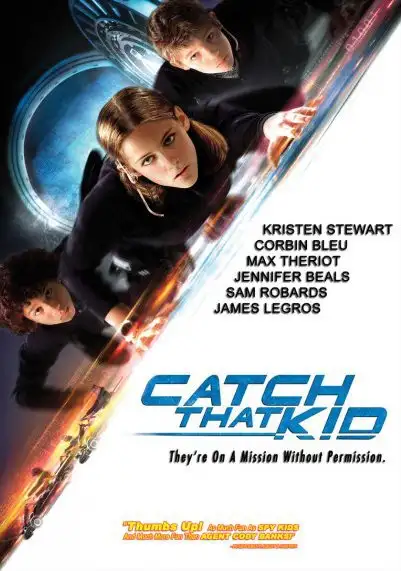 KRISTEN STEWART
CORBIN BLEU
MAX THERIOT
JENNIFER BEALS
SAM ROBARDS
JAMES LEGROS
CATCH
THAT KID
They're On A Mission Without Permission.
"Thumbs Up! As Much Fun As SPY KIDS
And Much More Fun Than AGENT CODY BANKS!"